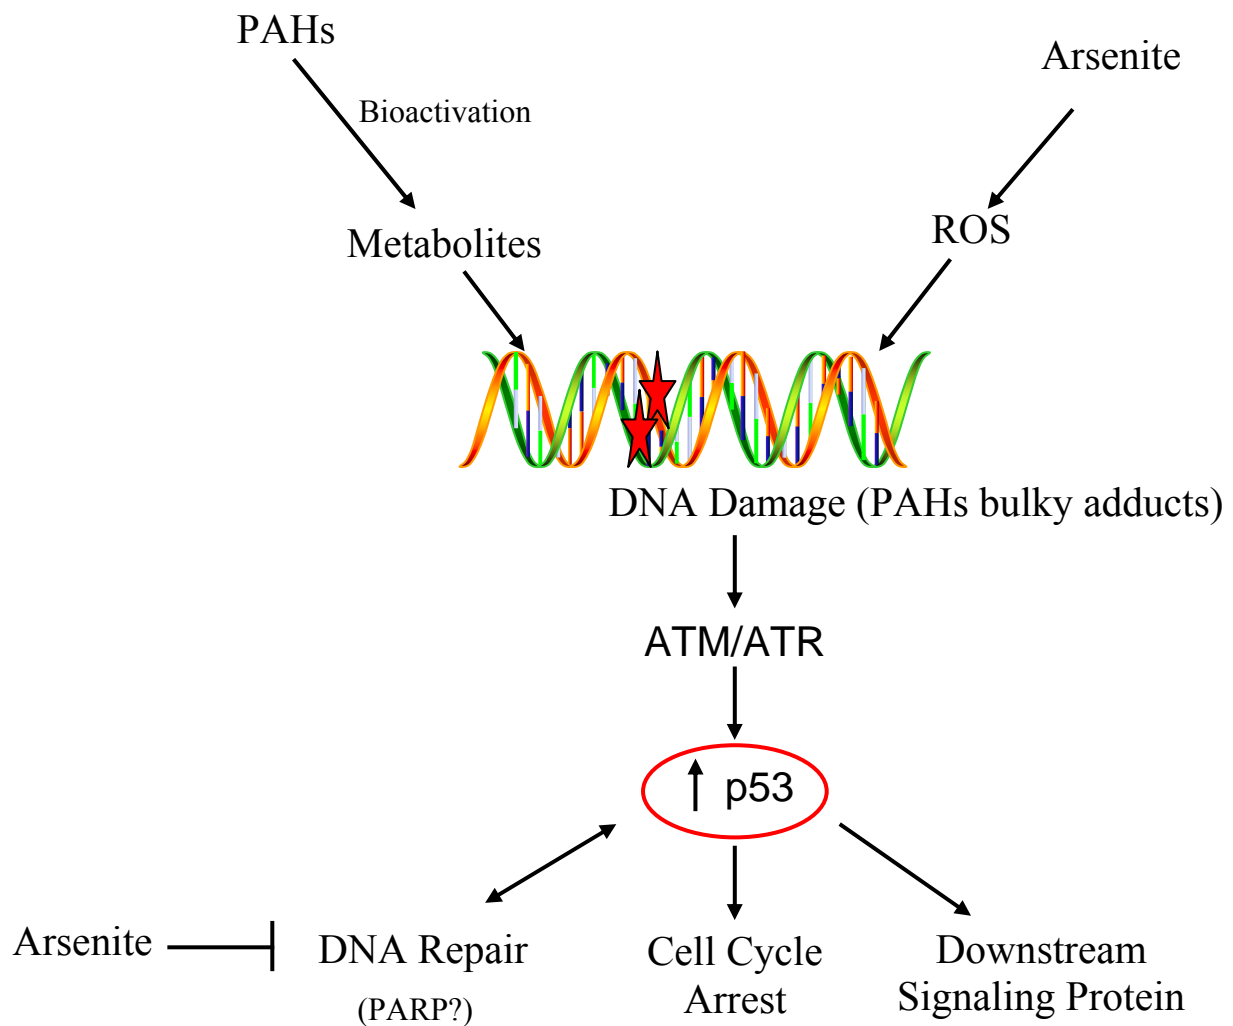 PAHs
Arsenite
Bioactivation
Metabolites
ROS
DNA Damage (PAHs bulky adducts)
ATM/ATR
p53
Arsenite
DNA Repair
(PARP?)
Cell Cycle
Arrest
Downstream
Signaling Protein